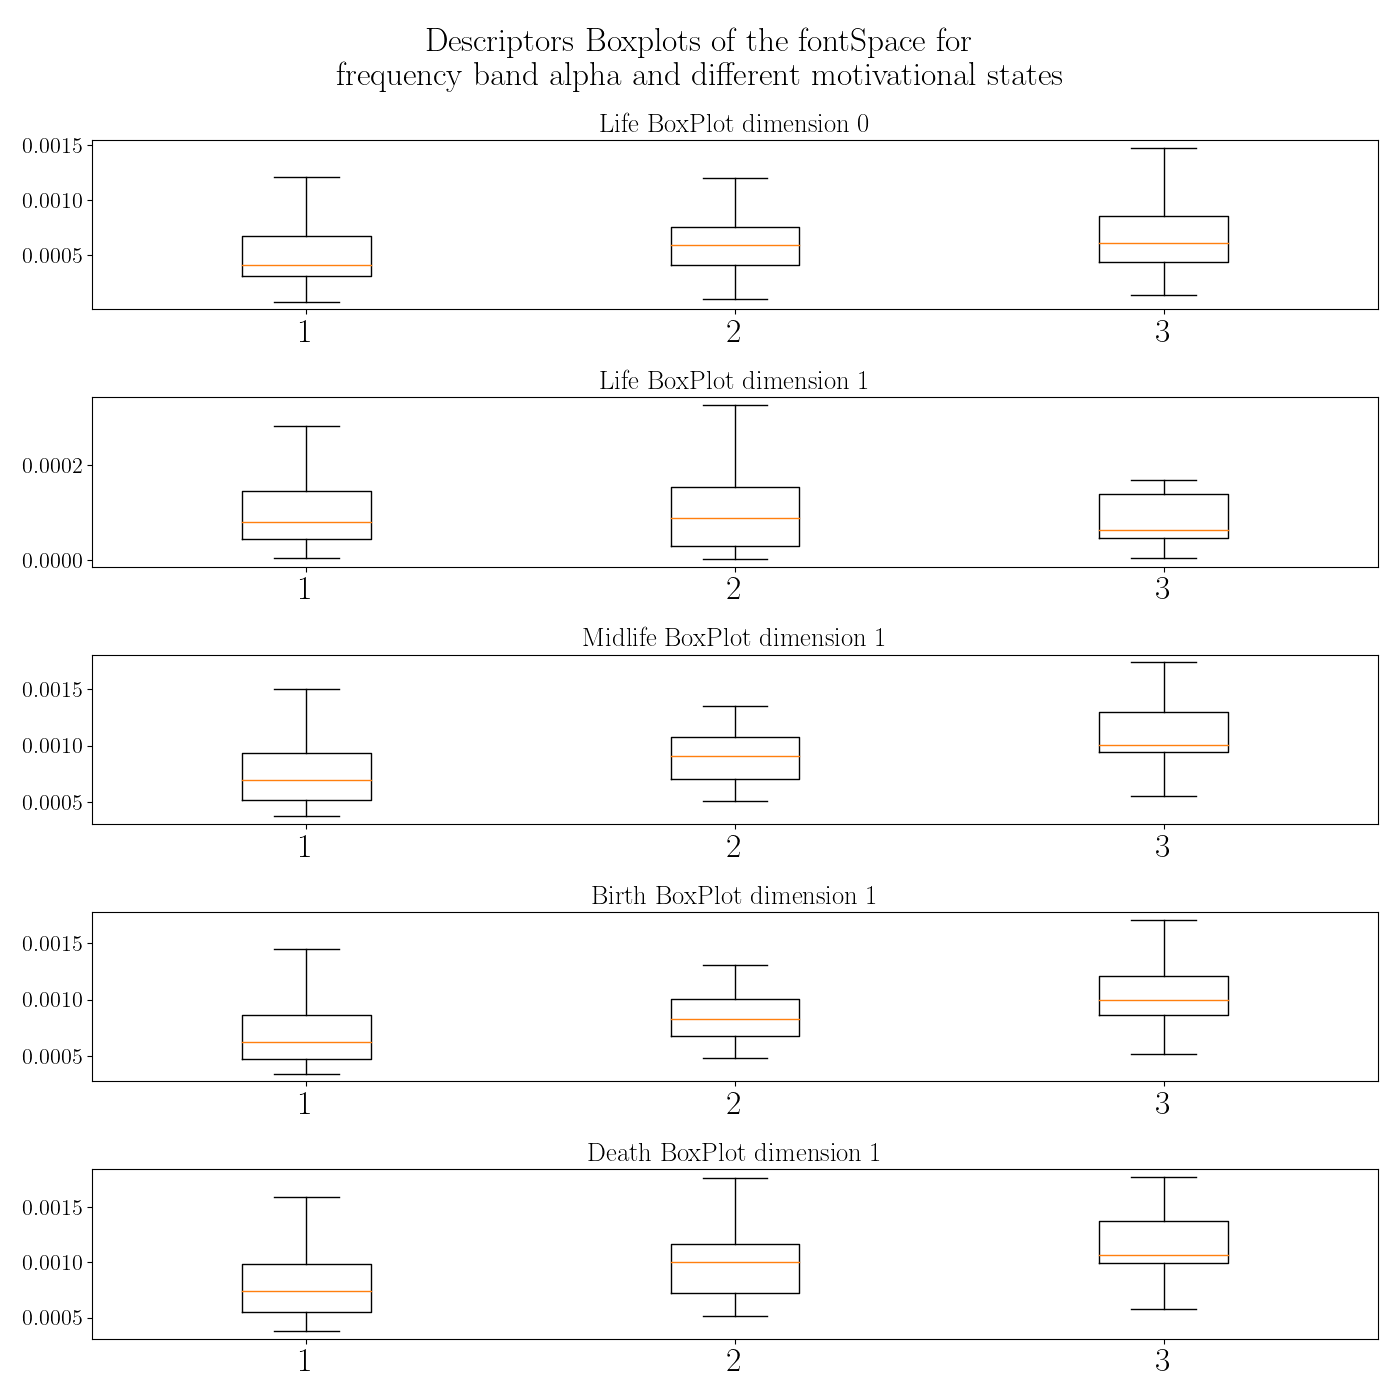 Descriptors Boxplots of the fontSpace for
frequency band alpha and different motivational states
Life BoxPlot dimension 0
0.0015
0.0010
0.0005
1 2 3
Life BoxPlot dimension 1
0.0002
0.0000
1 2 3
Midlife BoxPlot dimension 1
0.0015
0.0010
0.0005
1 2 3
Birth BoxPlot dimension 1
0.0015
0.0010
0.0005
1 2 3
Death BoxPlot dimension 1
0.0015
0.0010
0.0005
1 2 3